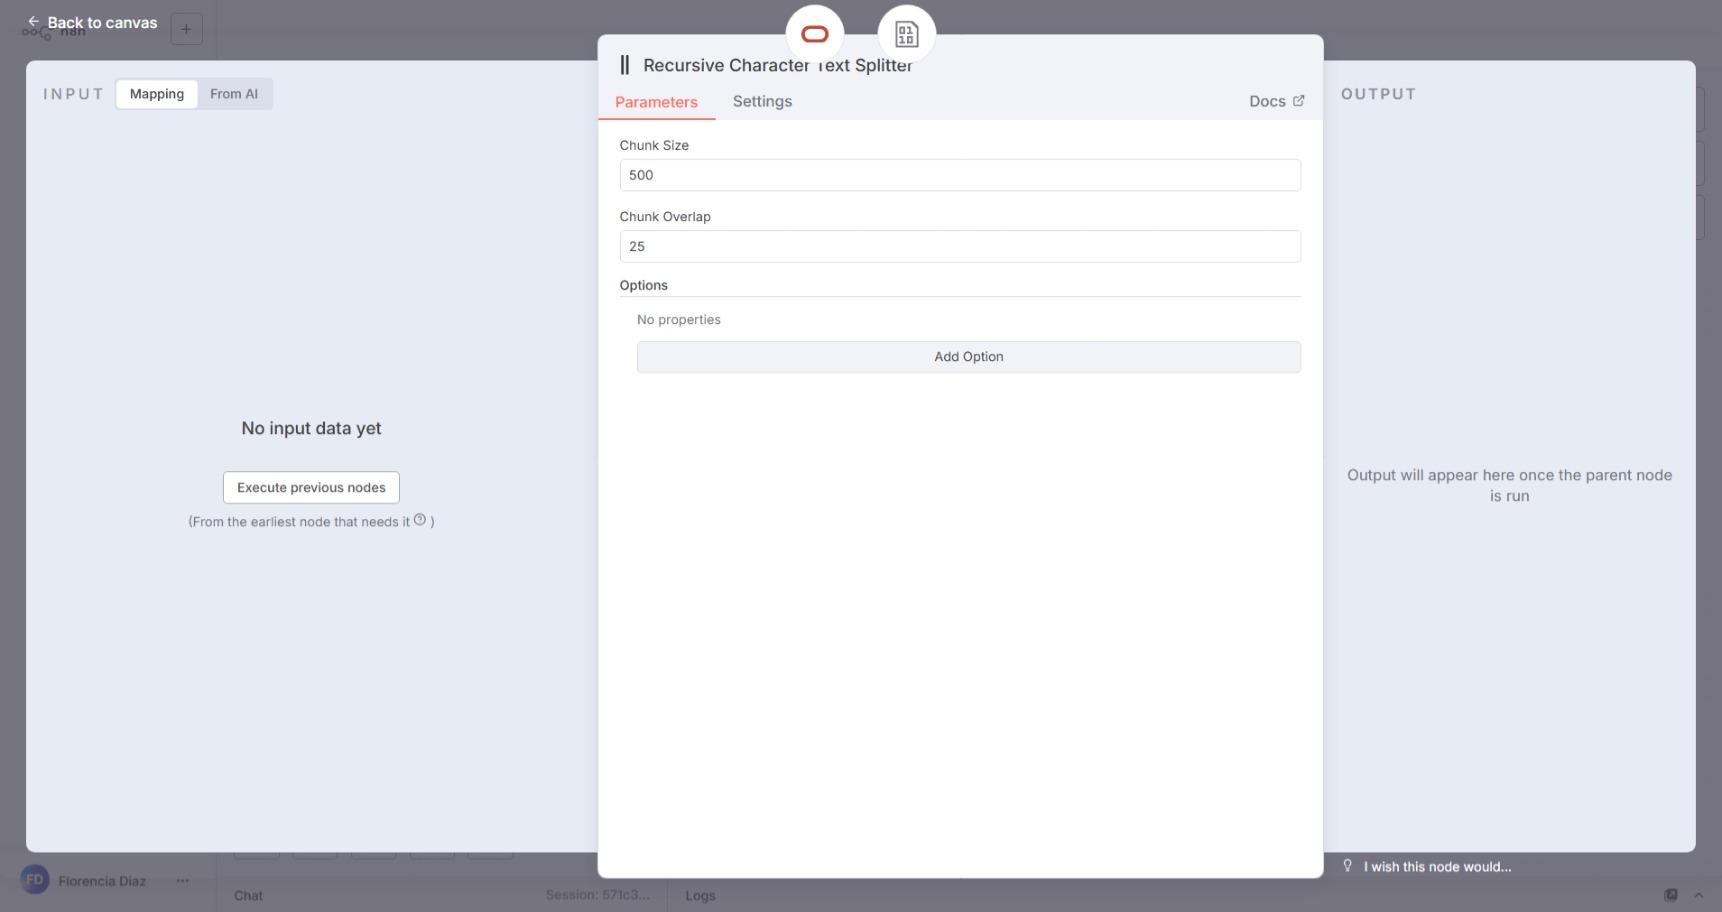 Back to canvas
n8n
INPUT
Mapping
From AI
No input data yet
Execute previous nodes
(From the earliest node that needs it ? )
01
10
Recursive Character Text Splitter
Parameters
Settings
Docs
Chunk Size
500
Chunk Overlap
25
Options
No properties
Add Option
OUTPUT
Output will appear here once the parent node
is run
I wish this node would...
FD
Florencia Diaz
Chat
Session: 571c3...
Logs